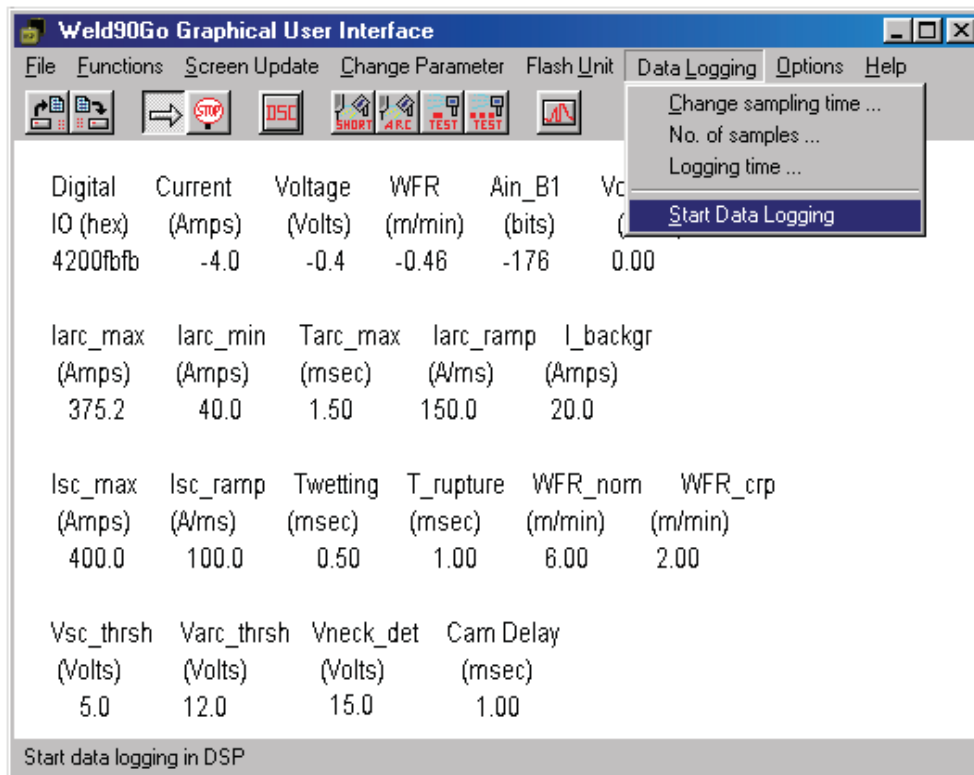 Weld90Go Graphical User Interface
File Functions Screen Update Change Parameter Flash Unit Data Logging Options Help
STOP DSC SHORT ARC TEST TEST
Change sampling time ...
No. of samples ...
Logging time ...
Start Data Logging
Digital Current Voltage WFR Ain_B1
IO (hex) (Amps) (Volts) (m/min) (bits)
4200fbfb -4.0 -0.4 -0.46 -176 0.00
Iarc_max Iarc_min Tarc_max Iarc_ramp I_backgr
(Amps) (Amps) (msec) (A/ms) (Amps)
375.2 40.0 1.50 150.0 20.0
Isc_max Isc_ramp Twetting T_rupture WFR_nom WFR_crp
(Amps) (A/ms) (msec) (msec) (m/min) (m/min)
400.0 100.0 0.50 1.00 6.00 2.00
Vsc_thrsh Varc_thrsh Vneck_det Cam Delay
(Volts) (Volts) (Volts) (msec)
5.0 12.0 15.0 1.00
Start data logging in DSP